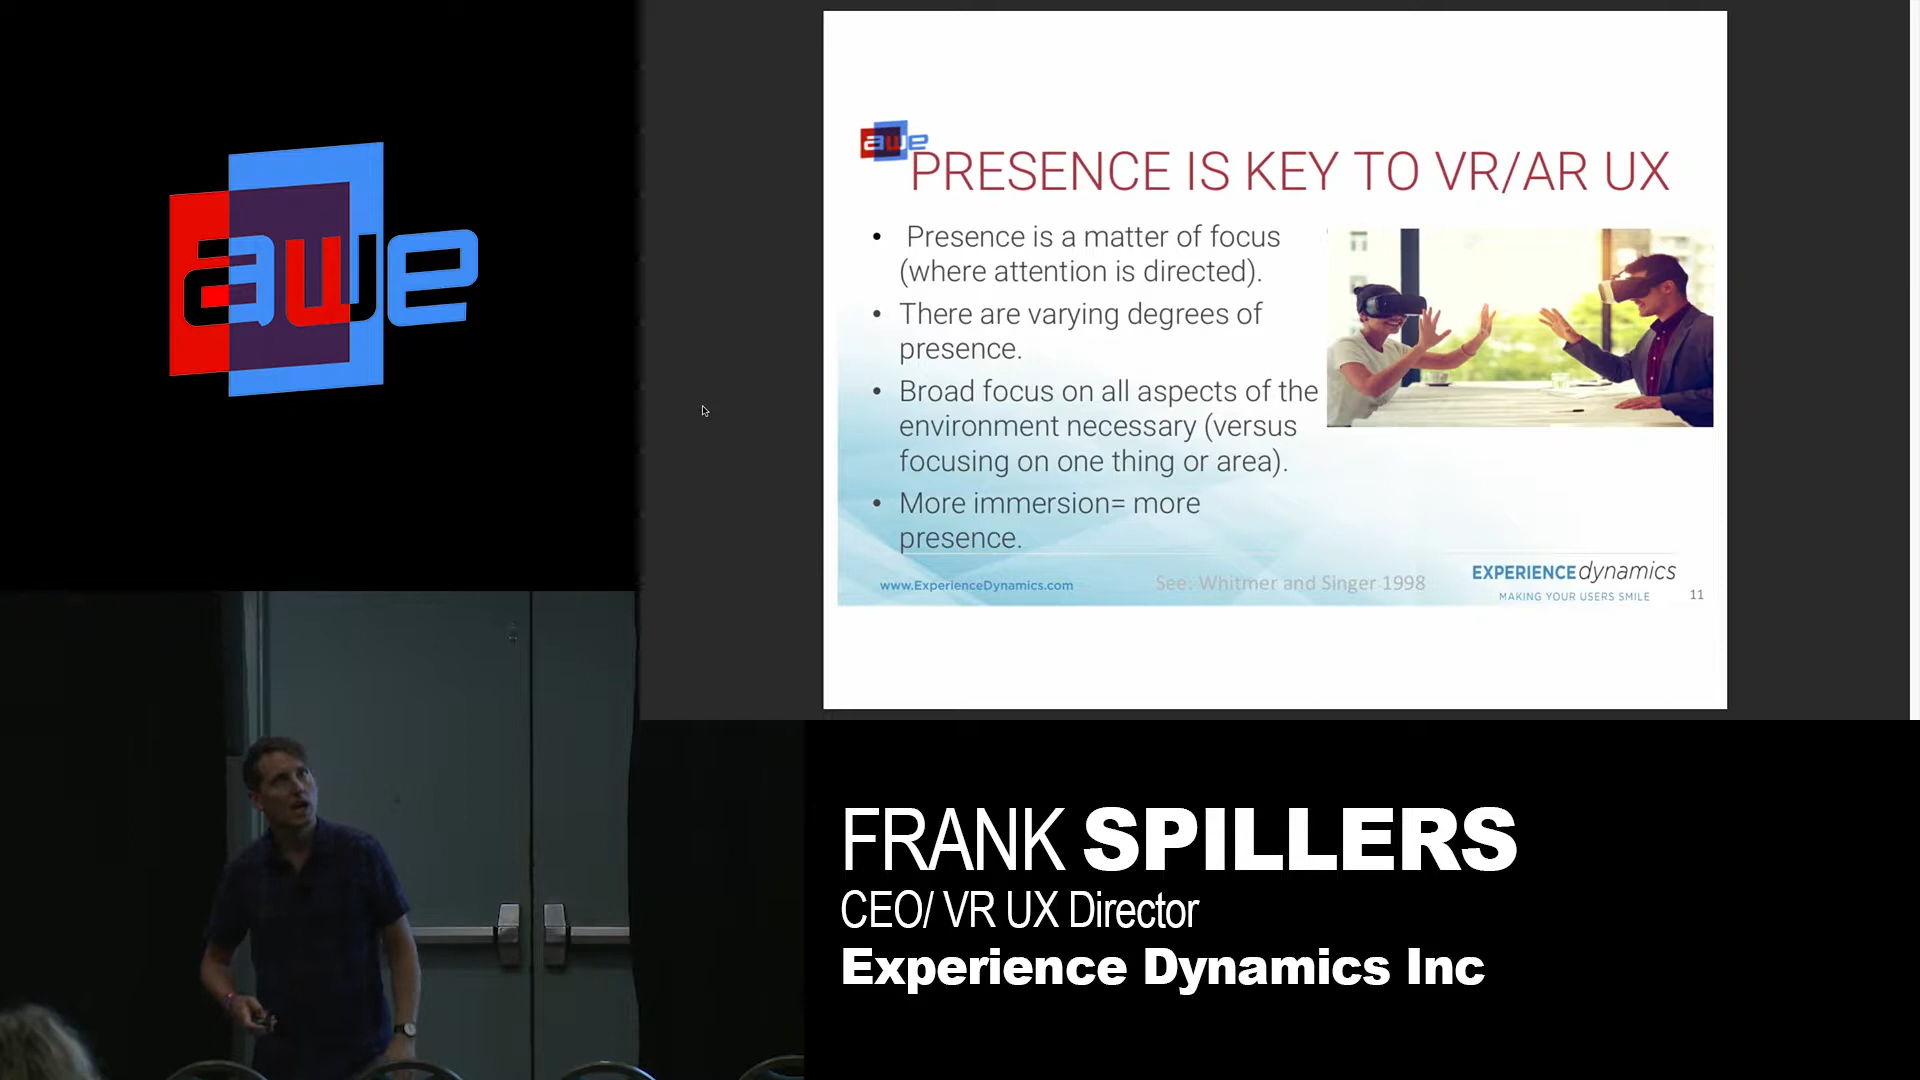 awe
awe
PRESENCE IS KEY TO VR/AR UX
• Presence is a matter of focus
(where attention is directed).
• There are varying degrees of
presence.
• Broad focus on all aspects of the
environment necessary (versus
focusing on one thing or area).
• More immersion= more
presence.
www.ExperienceDynamics.com
See: Whitmer and Singer 1998
EXPERIENCEdynamics
MAKING YOUR USERS SMILE
11
FRANK SPILLERS
CEO/ VR UX Director
Experience Dynamics Inc